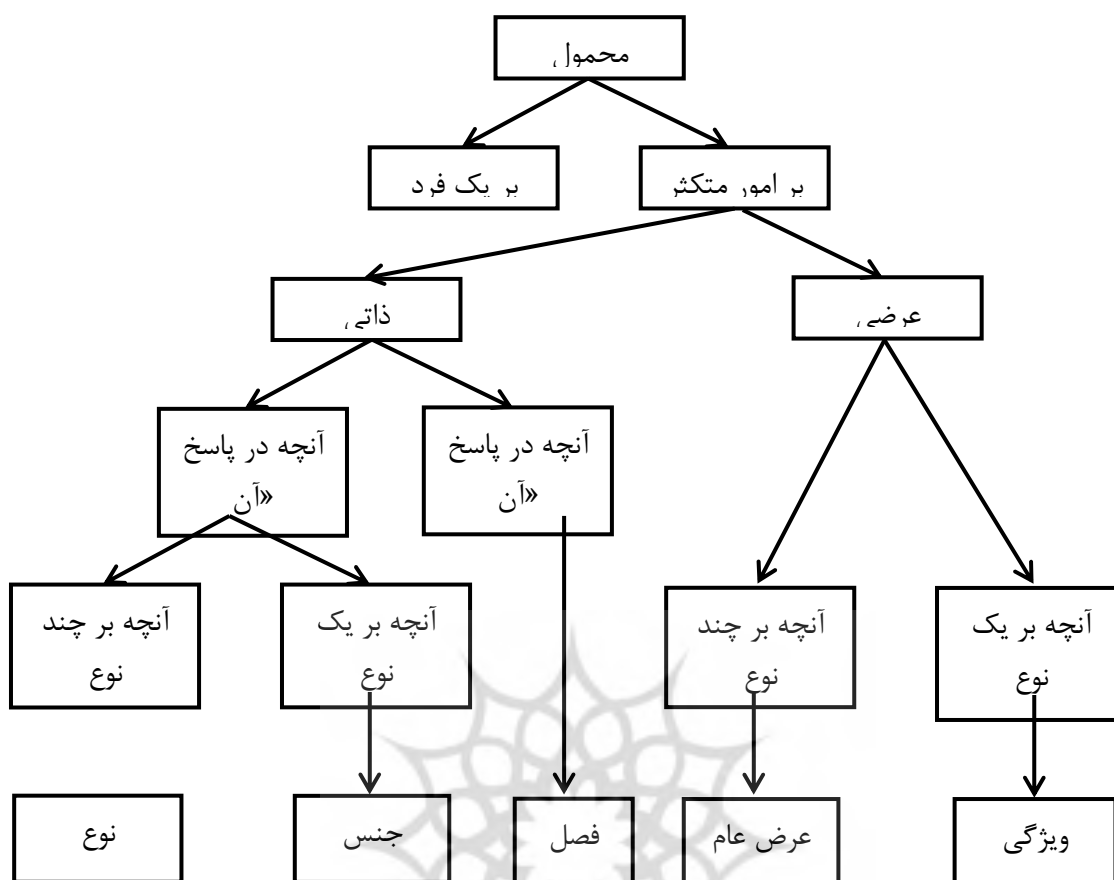 محمول
بر امور متکثر
بر یک فرد
عرضی
ذاتی
آنچه در پاسخ
«آن
آنچه در پاسخ
«آن
آنچه بر یک
نوع
آنچه بر چند
نوع
آنچه بر یک
نوع
آنچه بر چند
نوع
ویژگی
عرض عام
فصل
جنس
نوع